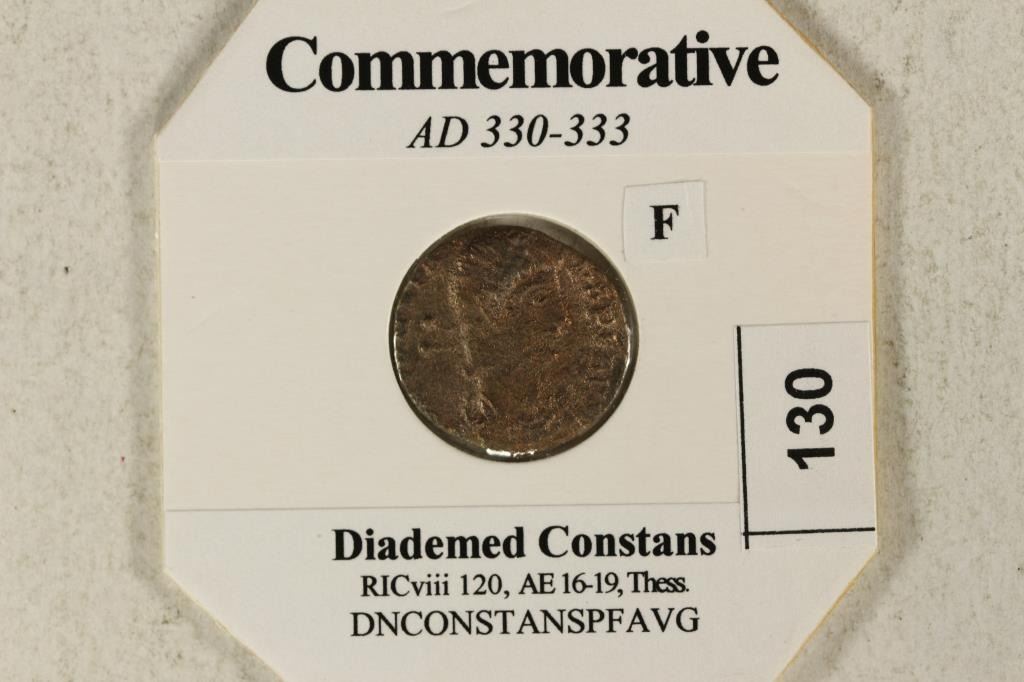 Commemorative
AD 330-333
F
130
Diademed Constans
RICviii 120, AE 16-19, Thess.
DNCONSTANSPFAVG